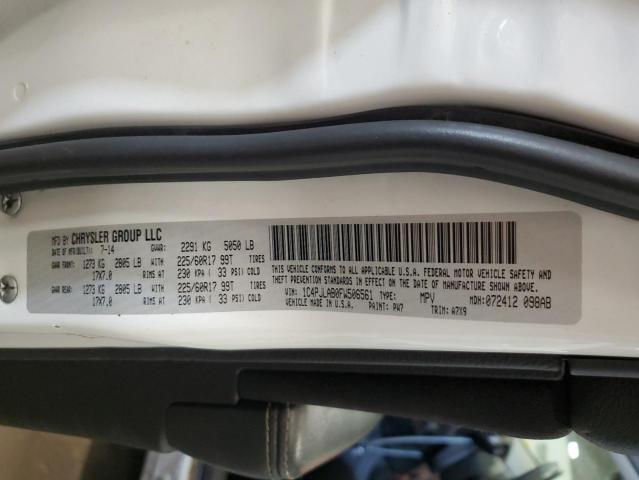 MFD BY CHRYSLER GROUP LLC
DATE OF MFR(BUILT): 7-14 GVWR: 2291 KG 5050 LB
GAWR FRONT: 1273 KG 2805 LB WITH 225/60R17 99T TIRES
17X7.0 RIMS AT 230 KPA ( 33 PSI) COLD
GAWR REAR: 1273 KG 2805 LB WITH 225/60R17 99T TIRES
17X7.0 RIMS AT 230 KPA ( 33 PSI) COLD
THIS VEHICLE CONFORMS TO ALL APPLICABLE U.S.A. FEDERAL MOTOR VEHICLE SAFETY AND
THEFT PREVENTION STANDARDS IN EFFECT ON THE DATE OF MANUFACTURE SHOWN ABOVE.
VIN: 1C4PJLAB0FW506561 TYPE: MPV MDH: 072412 098AB
VEHICLE MADE IN U.S.A. PAINT: PW7 TRIM: A7X9